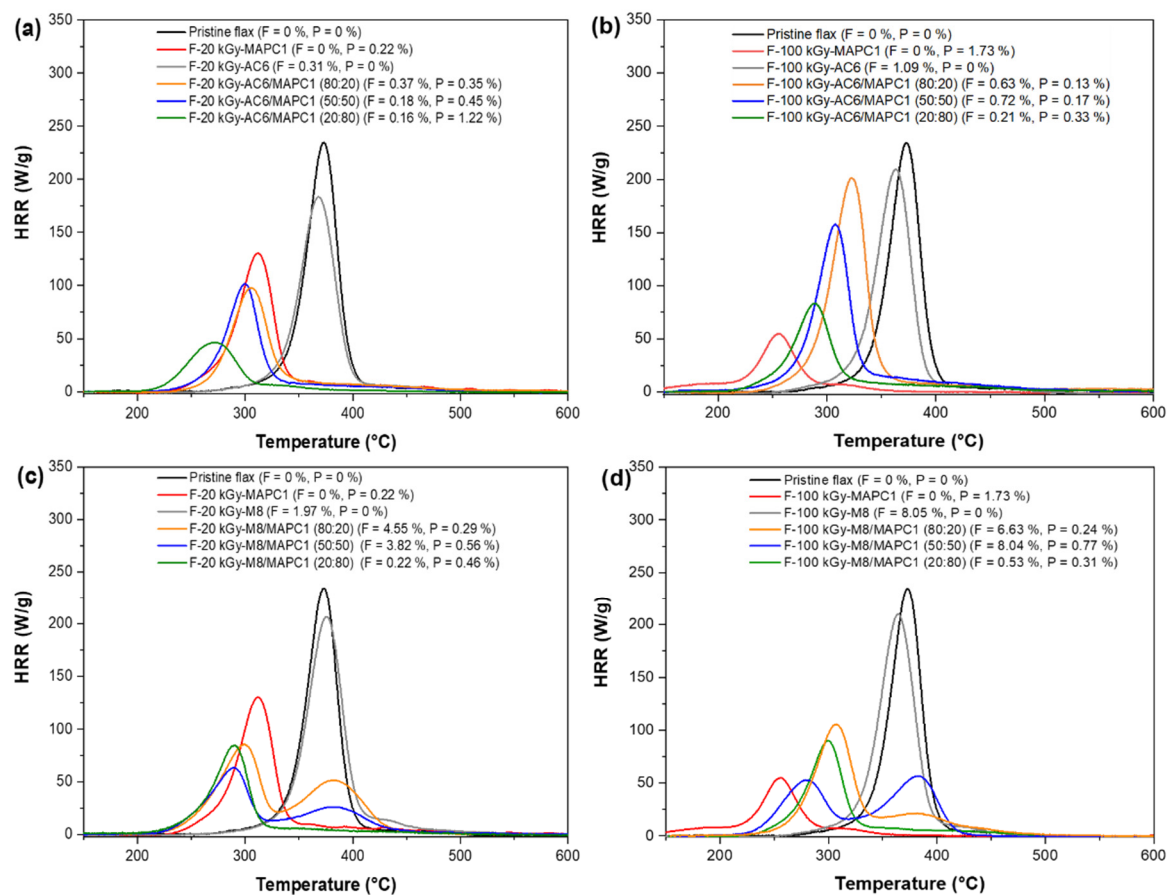 (a)
Pristine flax (F = 0 %, P = 0 %)
F-20 kGy-MAPC1 (F = 0 %, P = 0.22 %)
F-20 kGy-AC6 (F = 0.31 %, P = 0 %)
F-20 kGy-AC6/MAPC1 (80:20) (F = 0.37 %, P = 0.35 %)
F-20 kGy-AC6/MAPC1 (50:50) (F = 0.18 %, P = 0.45 %)
F-20 kGy-AC6/MAPC1 (20:80) (F = 0.16 %, P = 1.22 %)
HRR (W/g)
350
300
250
200
150
100
50
0
200
300
400
500
600
Temperature (°C)
(b)
Pristine flax (F = 0 %, P = 0 %)
F-100 kGy-MAPC1 (F = 0 %, P = 1.73 %)
F-100 kGy-AC6 (F = 1.09 %, P = 0 %)
F-100 kGy-AC6/MAPC1 (80:20) (F = 0.63 %, P = 0.13 %)
F-100 kGy-AC6/MAPC1 (50:50) (F = 0.72 %, P = 0.17 %)
F-100 kGy-AC6/MAPC1 (20:80) (F = 0.21 %, P = 0.33 %)
HRR (W/g)
350
300
250
200
150
100
50
0
200
300
400
500
600
Temperature (°C)
(c)
Pristine flax (F = 0 %, P = 0 %)
F-20 kGy-MAPC1 (F = 0 %, P = 0.22 %)
F-20 kGy-M8 (F = 1.97 %, P = 0 %)
F-20 kGy-M8/MAPC1 (80:20) (F = 4.55 %, P = 0.29 %)
F-20 kGy-M8/MAPC1 (50:50) (F = 3.82 %, P = 0.56 %)
F-20 kGy-M8/MAPC1 (20:80) (F = 0.22 %, P = 0.46 %)
HRR (W/g)
350
300
250
200
150
100
50
0
200
300
400
500
600
Temperature (°C)
(d)
Pristine flax (F = 0 %, P = 0 %)
F-100 kGy-MAPC1 (F = 0 %, P = 1.73 %)
F-100 kGy-M8 (F = 8.05 %, P = 0 %)
F-100 kGy-M8/MAPC1 (80:20) (F = 6.63 %, P = 0.24 %)
F-100 kGy-M8/MAPC1 (50:50) (F = 8.04 %, P = 0.77 %)
F-100 kGy-M8/MAPC1 (20:80) (F = 0.53 %, P = 0.31 %)
HRR (W/g)
350
300
250
200
150
100
50
0
200
300
400
500
600
Temperature (°C)